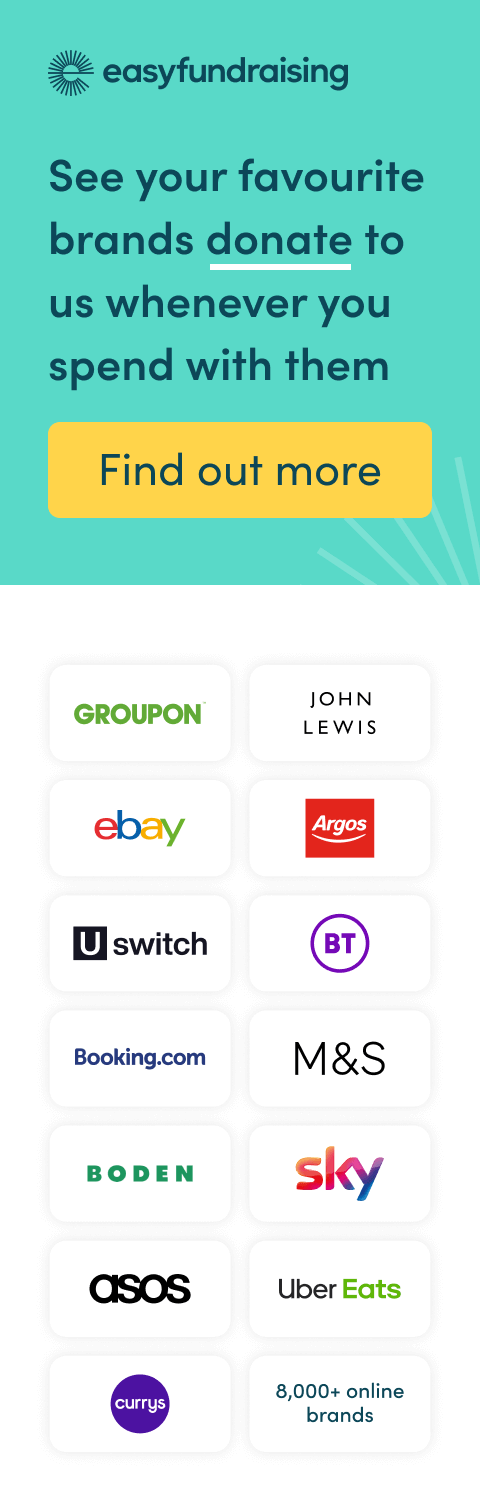 easyfundraising
See your favourite
brands donate to
us whenever you
spend with them
Find out more
GROUPON
JOHN
LEWIS
ebay
Argos
U switch
BT
Booking.com
M&S
BODEN
sky
asos
Uber Eats
currys
8,000+ online
brands